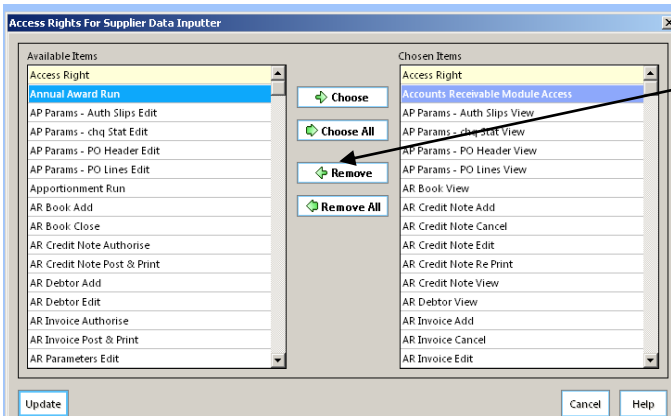 Access Rights For Supplier Data Inputter
Available Items
Access Right
Annual Award Run
AP Params - Auth Slips Edit
AP Params - chq Stat Edit
AP Params - PO Header Edit
AP Params - PO Lines Edit
Apportionment Run
AR Book Add
AR Book Close
AR Credit Note Authorise
AR Credit Note Post & Print
AR Debtor Add
AR Debtor Edit
AR Invoice Authorise
AR Invoice Post & Print
AR Parameters Edit
Choose
Choose All
Remove
Remove All
Chosen Items
Access Right
Accounts Receivable Module Access
AP Params - Auth Slips View
AP Params - chq Stat View
AP Params - PO Header View
AP Params - PO Lines View
AR Book View
AR Credit Note Add
AR Credit Note Cancel
AR Credit Note Edit
AR Credit Note Re Print
AR Credit Note View
AR Debtor View
AR Invoice Add
AR Invoice Cancel
AR Invoice Edit
Update
Cancel
Help